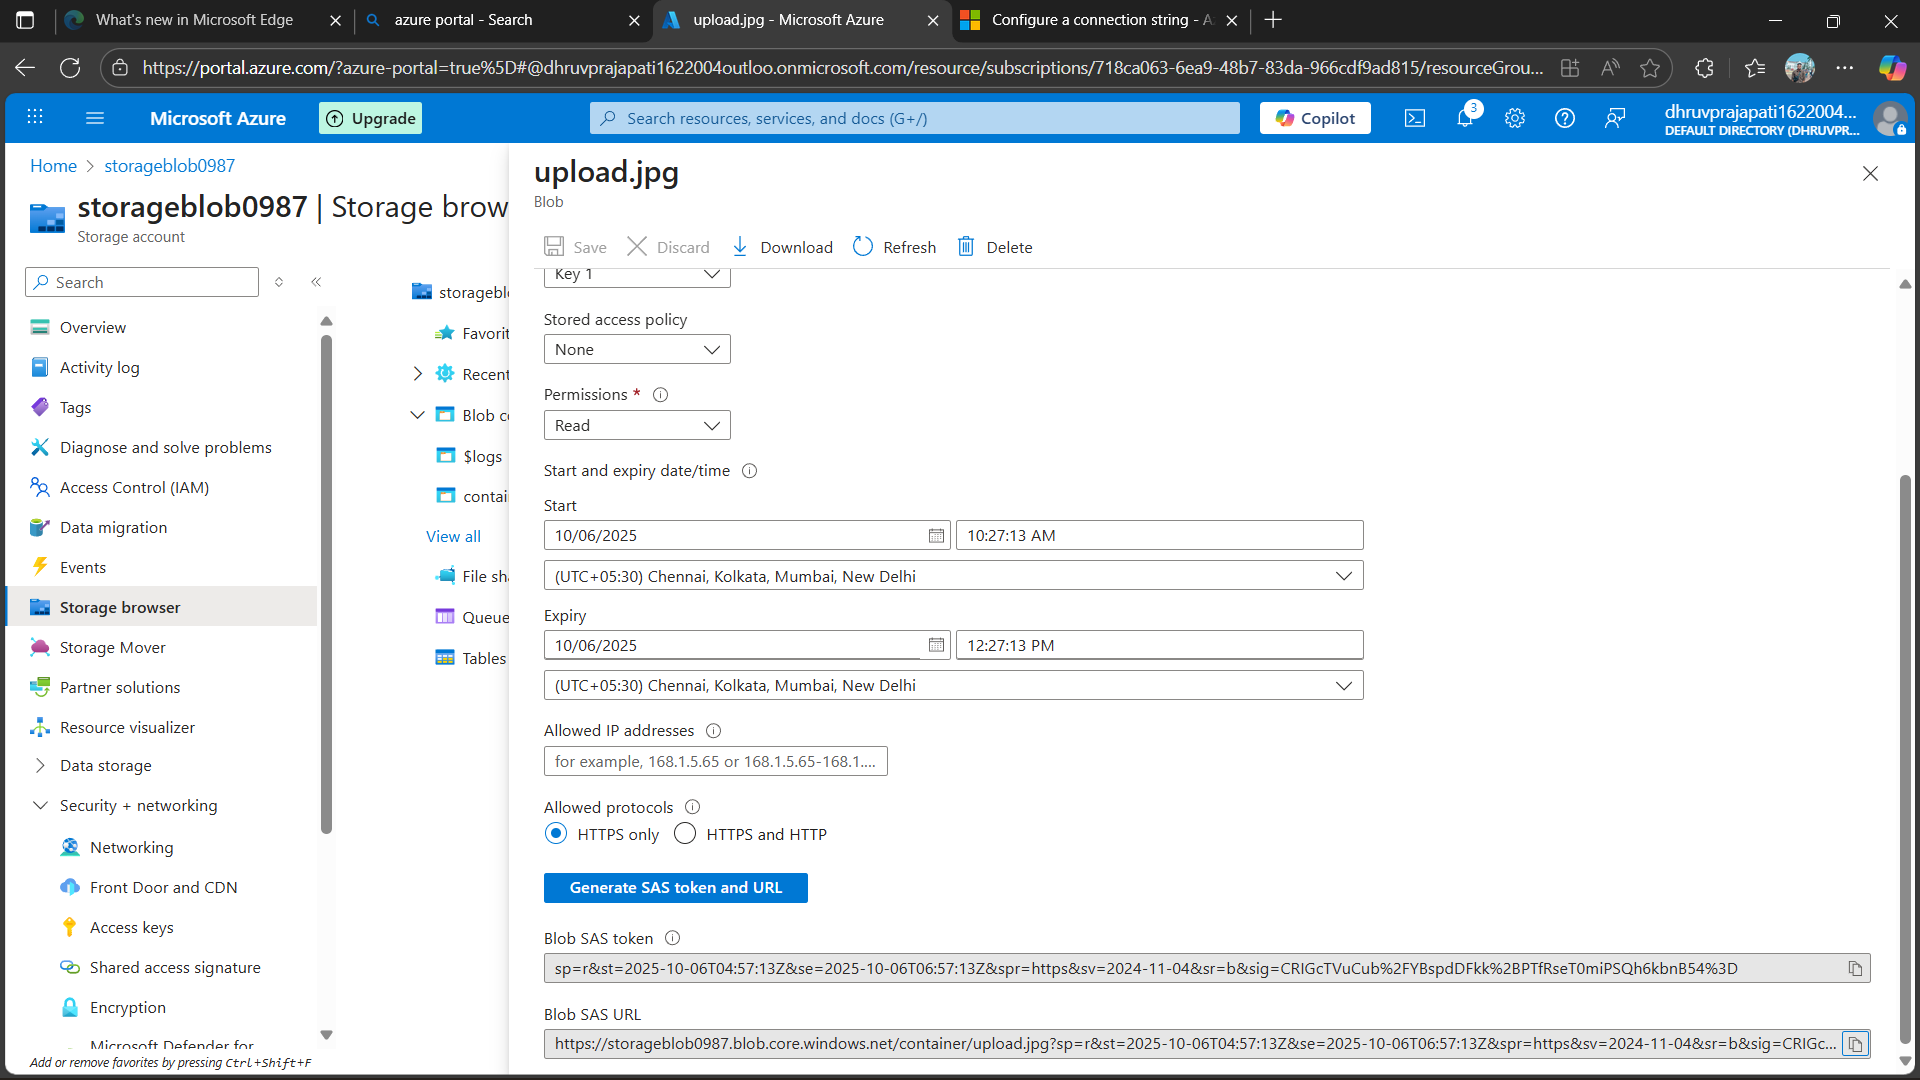 What's new in Microsoft Edge
azure portal - Search
upload.jpg - Microsoft Azure
Configure a connection string - A
https://portal.azure.com/?azure-portal=true%5D#@dhruvprajapati1622004outloo.onmicrosoft.com/resource/subscriptions/718ca063-6ea9-48b7-83da-966cdf9ad815/resourceGrou...
Microsoft Azure
Upgrade
Search resources, services, and docs (G+/)
Copilot
3
dhruvprajapati1622004...
DEFAULT DIRECTORY (DHRUVPR...
Home > storageblob0987
storageblob0987 | Storage brow
Storage account
Search
Overview
Activity log
Tags
Diagnose and solve problems
Access Control (IAM)
Data migration
Events
Storage browser
Storage Mover
Partner solutions
Resource visualizer
Data storage
Security + networking
Networking
Front Door and CDN
Access keys
Shared access signature
Encryption
Microsoft Defender for
Add or remove favorites by pressing Ctrl+Shift+F
storagebl
Favorit
Recent
Blob c
$logs
contai
View all
File sh
Queue
Tables
upload.jpg
Blob
Save
Discard
Download
Refresh
Delete
Key 1
Stored access policy
None
Permissions *
Read
Start and expiry date/time
Start
10/06/2025
10:27:13 AM
(UTC+05:30) Chennai, Kolkata, Mumbai, New Delhi
Expiry
10/06/2025
12:27:13 PM
(UTC+05:30) Chennai, Kolkata, Mumbai, New Delhi
Allowed IP addresses
for example, 168.1.5.65 or 168.1.5.65-168.1....
Allowed protocols
HTTPS only
HTTPS and HTTP
Generate SAS token and URL
Blob SAS token
sp=r&st=2025-10-06T04:57:13Z&se=2025-10-06T06:57:13Z&spr=https&sv=2024-11-04&sr=b&sig=CRIGcTVuCub%2FYBspdDFkk%2BPTfRseT0miPSQh6kbnB54%3D
Blob SAS URL
https://storageblob0987.blob.core.windows.net/container/upload.jpg?sp=r&st=2025-10-06T04:57:13Z&se=2025-10-06T06:57:13Z&spr=https&sv=2024-11-04&sr=b&sig=CRIGc...